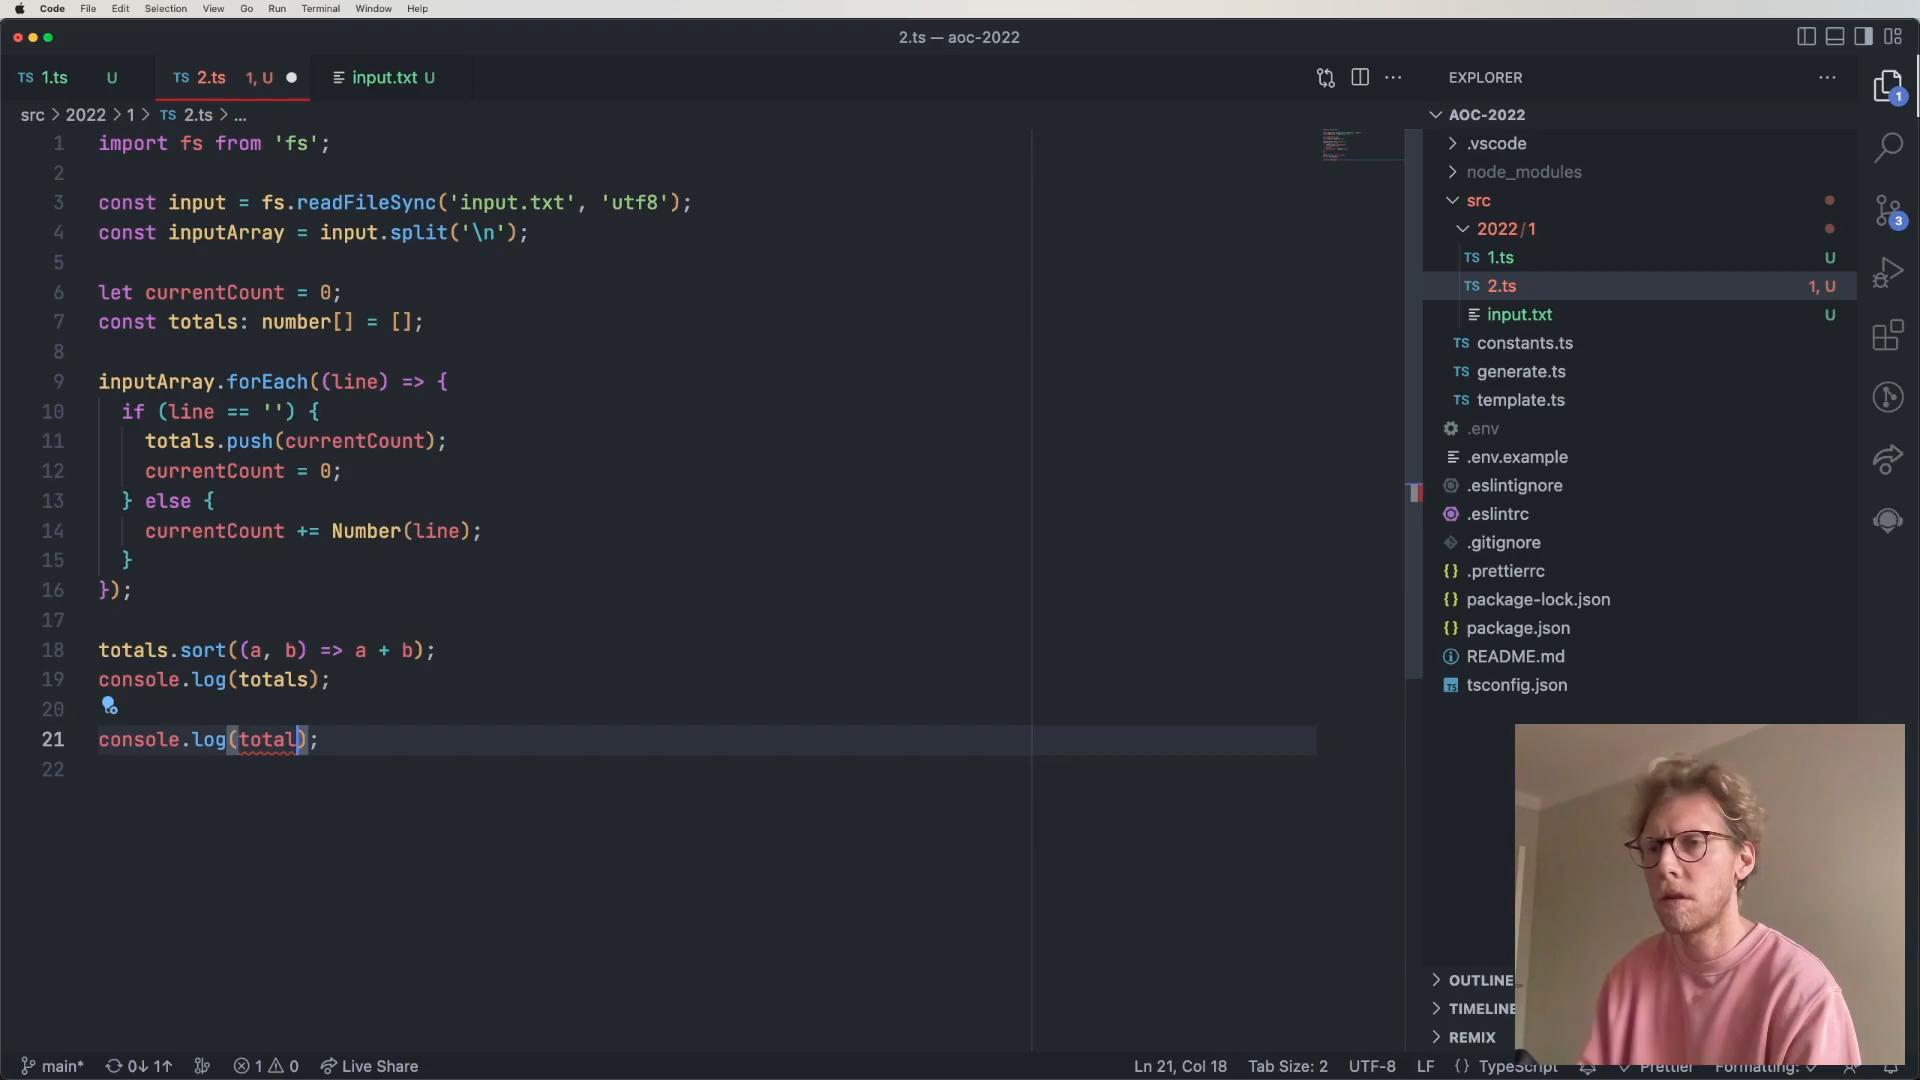 Code File Edit Selection View Go Run Terminal Window Help
2.ts — aoc-2022
TS 1.ts U
TS 2.ts 1, U
input.txt U
src > 2022 > 1 > TS 2.ts > ...
1 import fs from 'fs';
2
3 const input = fs.readFileSync('input.txt', 'utf8');
4 const inputArray = input.split('\n');
5
6 let currentCount = 0;
7 const totals: number[] = [];
8
9 inputArray.forEach((line) => {
10 if (line == '') {
11 totals.push(currentCount);
12 currentCount = 0;
13 } else {
14 currentCount += Number(line);
15 }
16 });
17
18 totals.sort((a, b) => a + b);
19 console.log(totals);
20
21 console.log(total);
22
EXPLORER
AOC-2022
.vscode
node_modules
src
2022/1
TS 1.ts U
TS 2.ts 1, U
input.txt U
TS constants.ts
TS generate.ts
TS template.ts
.env
.env.example
.eslintignore
.eslintrc
.gitignore
{} .prettierrc
{} package-lock.json
{} package.json
README.md
TS tsconfig.json
OUTLINE
TIMELINE
REMIX
1
3
main* 0↓ 1↑ 1 0 Live Share
Ln 21, Col 18 Tab Size: 2 UTF-8 LF {} TypeScript Prettier Formatting: